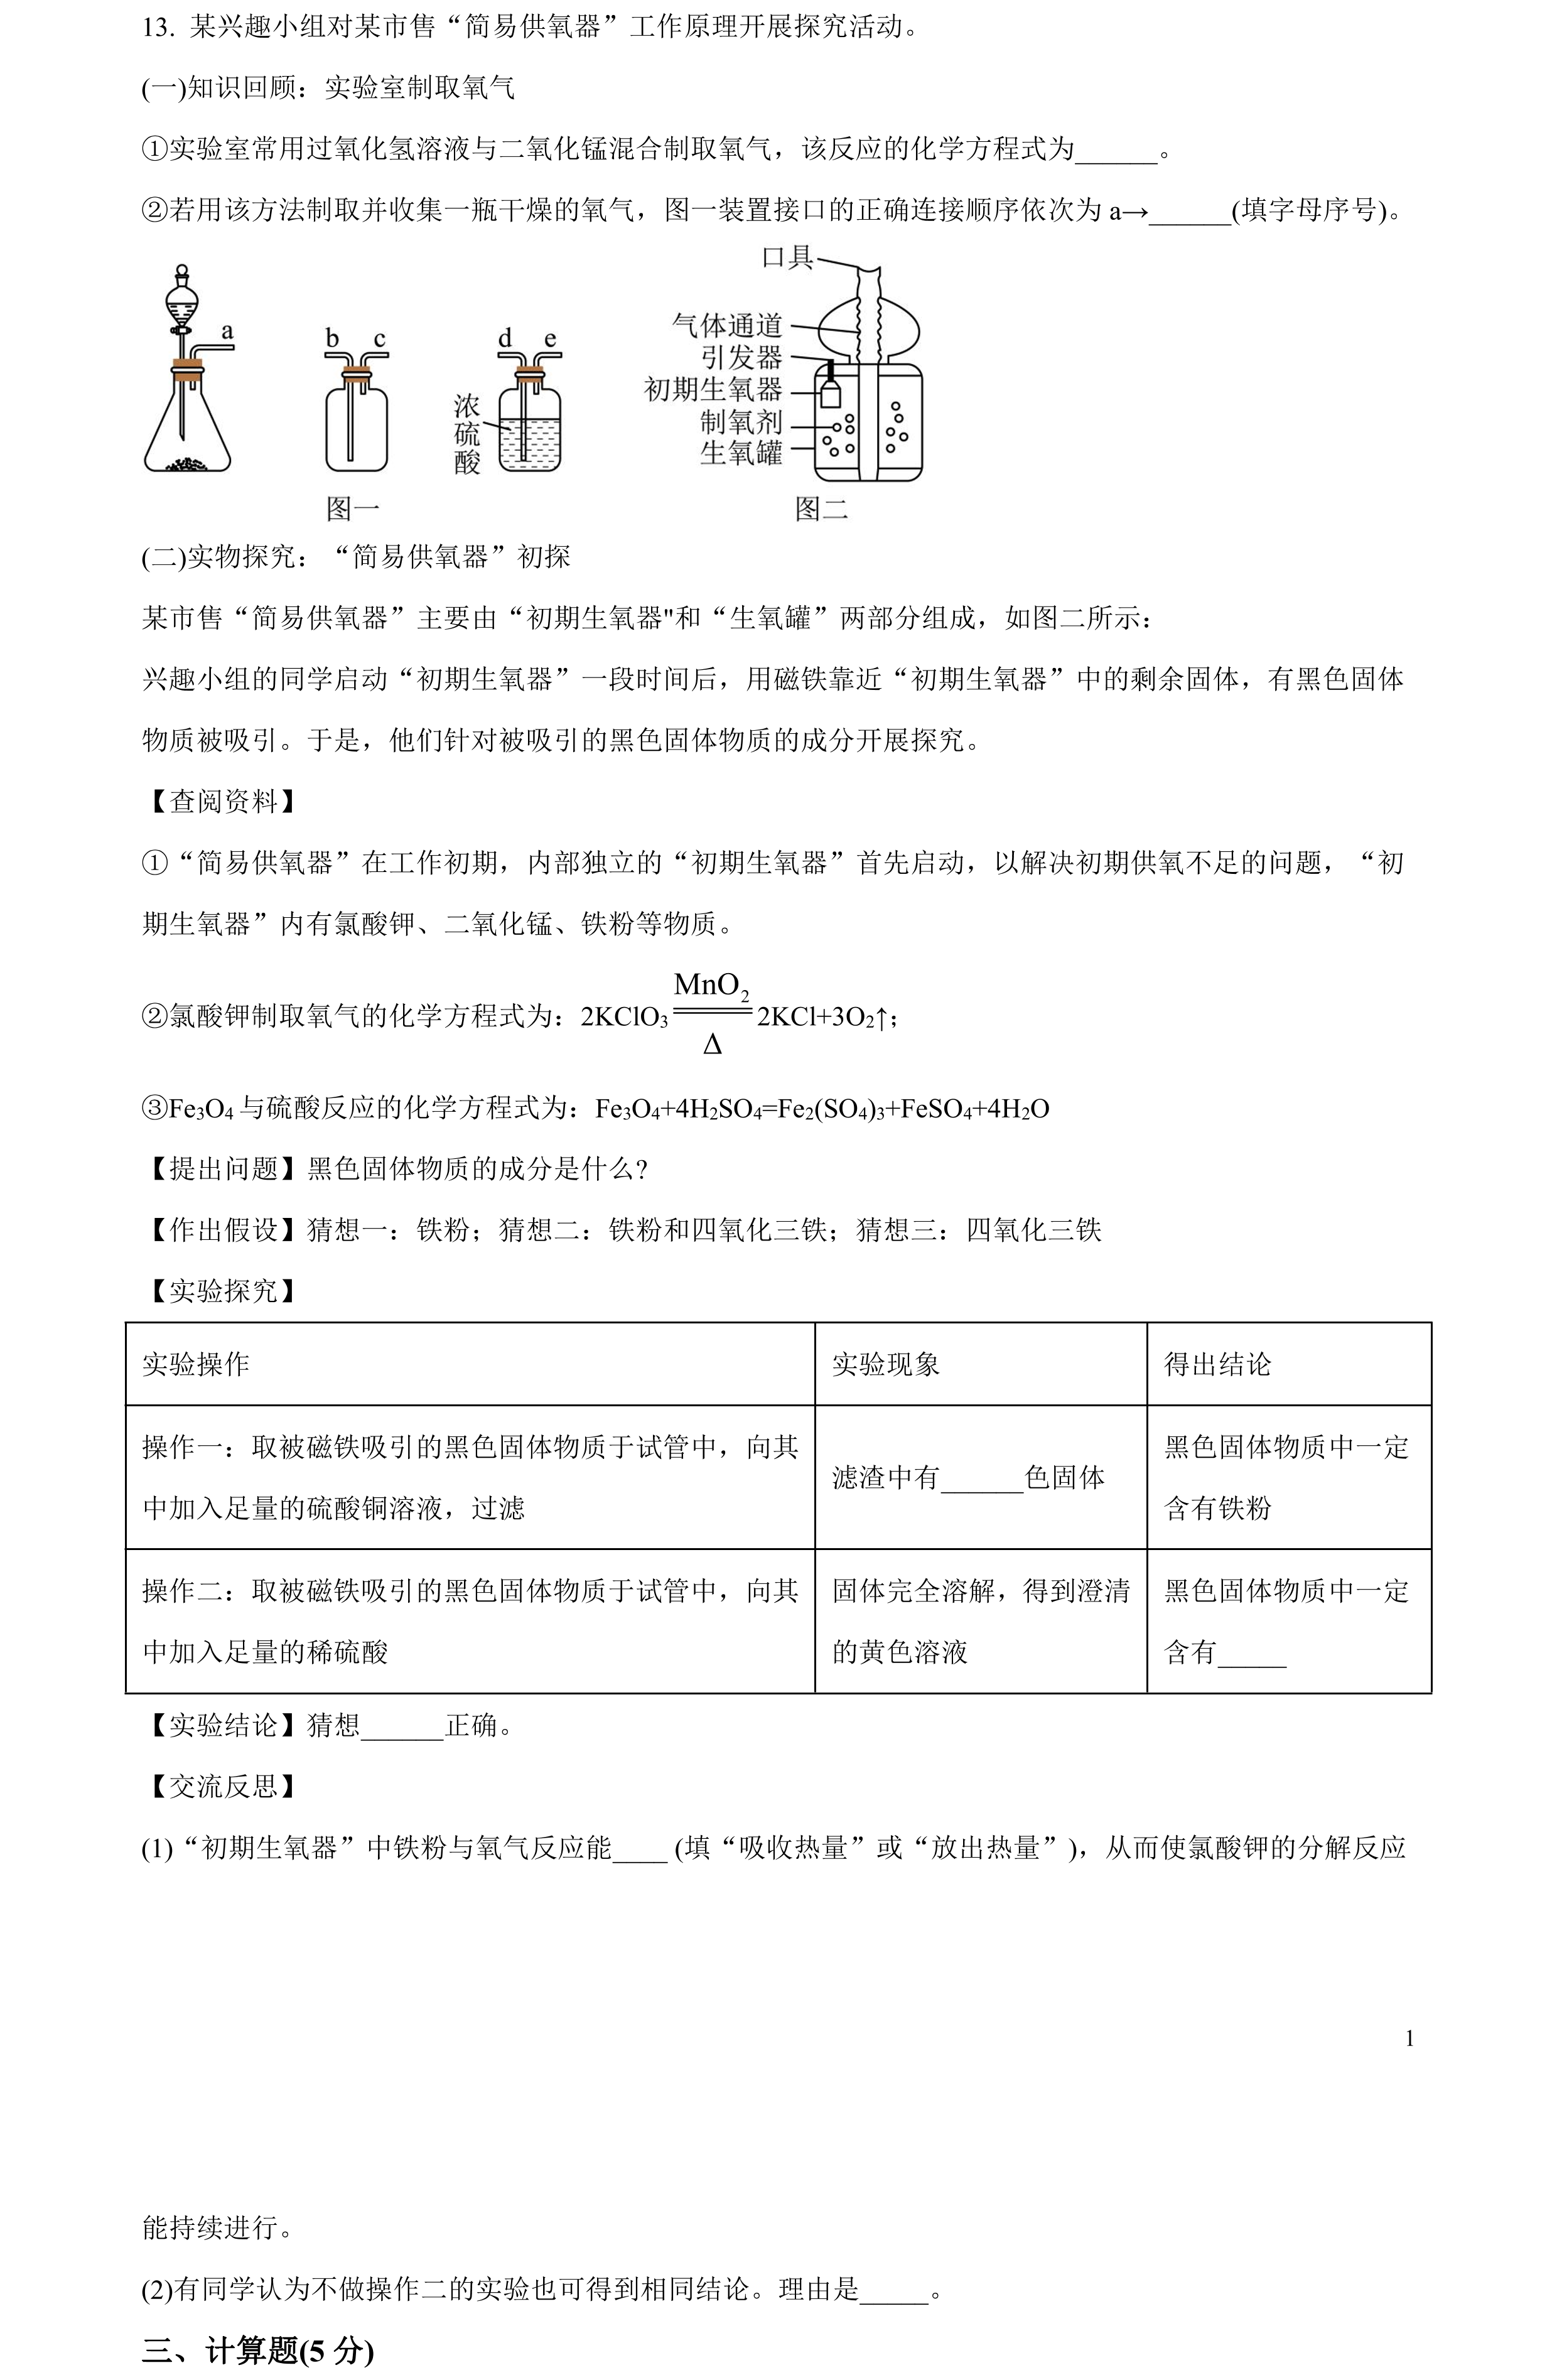 13. 某兴趣小组对某市售“简易供氧器”工作原理开展探究活动。
(一)知识回顾：实验室制取氧气
①实验室常用过氧化氢溶液与二氧化锰混合制取氧气，该反应的化学方程式为______。
②若用该方法制取并收集一瓶干燥的氧气，图一装置接口的正确连接顺序依次为 a→______(填字母序号)。
a
b c
d e
浓硫酸
图一
口具
气体通道
引发器
初期生氧器
制氧剂
生氧罐
图二
(二)实物探究：“简易供氧器”初探
某市售“简易供氧器”主要由“初期生氧器"和“生氧罐”两部分组成，如图二所示：
兴趣小组的同学启动“初期生氧器”一段时间后，用磁铁靠近“初期生氧器”中的剩余固体，有黑色固体
物质被吸引。于是，他们针对被吸引的黑色固体物质的成分开展探究。
【查阅资料】
①“简易供氧器”在工作初期，内部独立的“初期生氧器”首先启动，以解决初期供氧不足的问题，“初
期生氧器”内有氯酸钾、二氧化锰、铁粉等物质。
②氯酸钾制取氧气的化学方程式为：2KClO₃ MnO₂ ══ Δ 2KCl+3O₂↑；
③Fe₃O₄ 与硫酸反应的化学方程式为：Fe₃O₄+4H₂SO₄=Fe₂(SO₄)₃+FeSO₄+4H₂O
【提出问题】黑色固体物质的成分是什么?
【作出假设】猜想一：铁粉；猜想二：铁粉和四氧化三铁；猜想三：四氧化三铁
【实验探究】
实验操作 实验现象 得出结论
操作一：取被磁铁吸引的黑色固体物质于试管中，向其
中加入足量的硫酸铜溶液，过滤
滤渣中有______色固体
黑色固体物质中一定
含有铁粉
操作二：取被磁铁吸引的黑色固体物质于试管中，向其
中加入足量的稀硫酸
固体完全溶解，得到澄清
的黄色溶液
黑色固体物质中一定
含有_____
【实验结论】猜想______正确。
【交流反思】
(1)“初期生氧器”中铁粉与氧气反应能____ (填“吸收热量”或“放出热量”)，从而使氯酸钾的分解反应
1
能持续进行。
(2)有同学认为不做操作二的实验也可得到相同结论。理由是_____。
三、计算题(5 分)